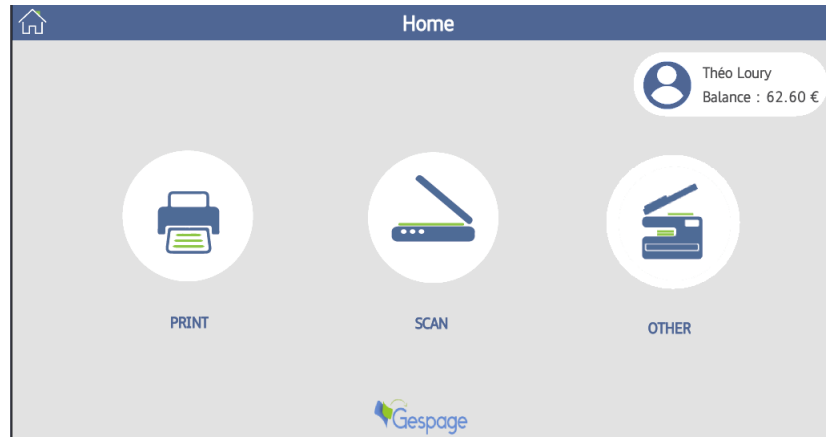 Home
Théo Loury
Balance : 62.60 €
PRINT
SCAN
OTHER
Gespage